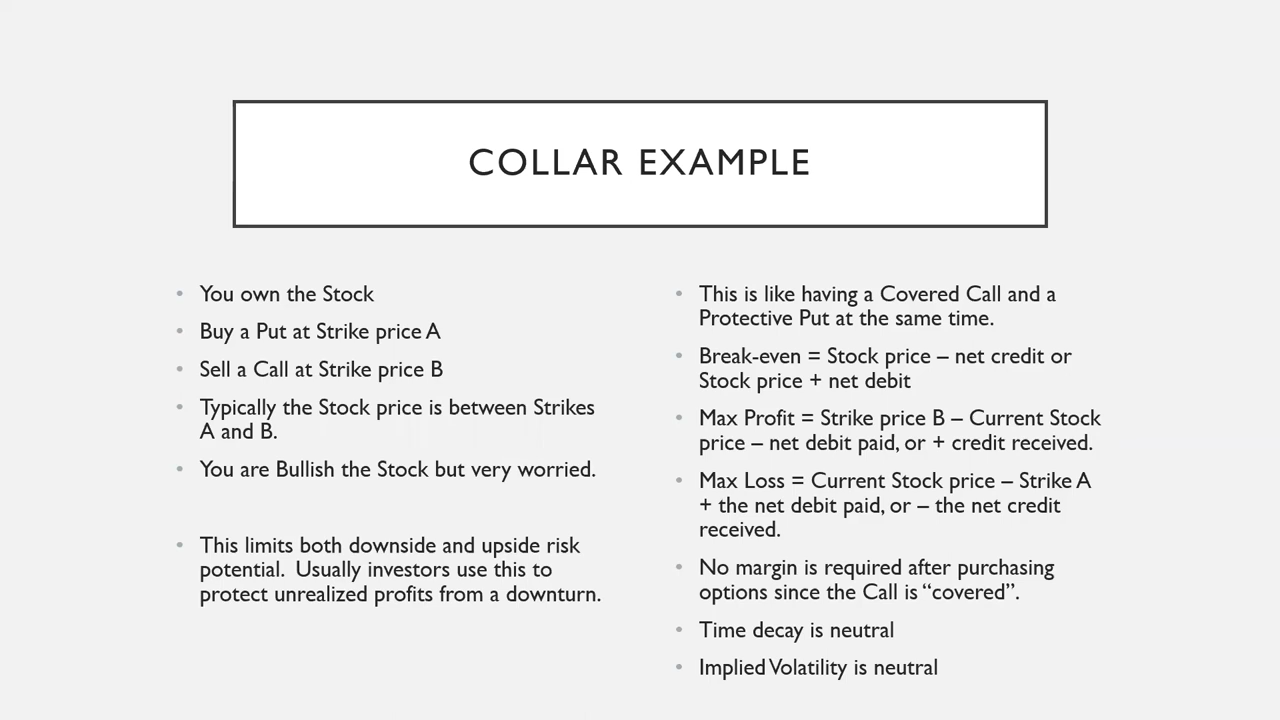 COLLAR EXAMPLE
• You own the Stock
• Buy a Put at Strike price A
• Sell a Call at Strike price B
• Typically the Stock price is between Strikes
A and B.
• You are Bullish the Stock but very worried.
• This limits both downside and upside risk
potential.  Usually investors use this to
protect unrealized profits from a downturn.
• This is like having a Covered Call and a
Protective Put at the same time.
• Break-even = Stock price – net credit or
Stock price + net debit
• Max Profit = Strike price B – Current Stock
price – net debit paid, or + credit received.
• Max Loss = Current Stock price – Strike A
+ the net debit paid, or – the net credit
received.
• No margin is required after purchasing
options since the Call is “covered”.
• Time decay is neutral
• Implied Volatility is neutral